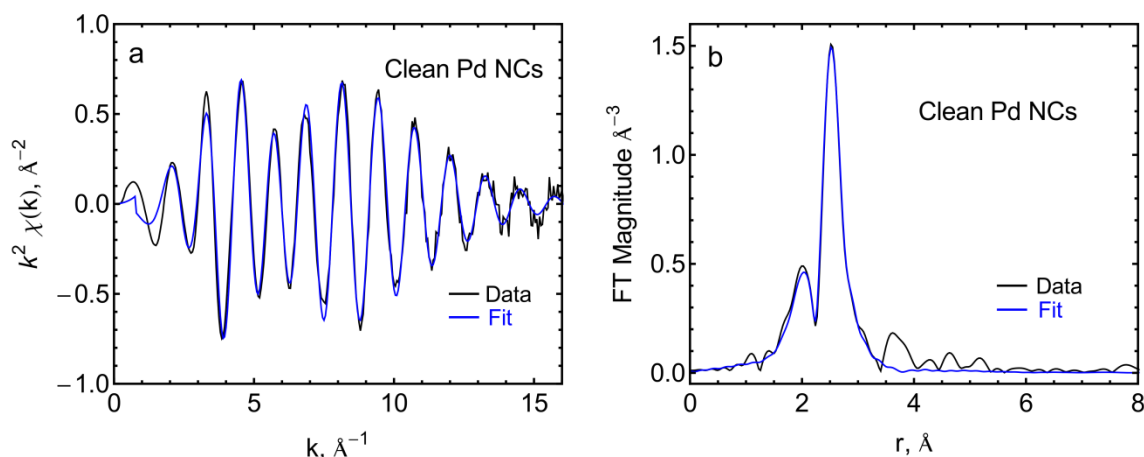 a
Clean Pd NCs
1.0
0.5
0.0
−0.5
−1.0
k² χ(k), Å⁻²
Data
Fit
0 5 10 15
k, Å⁻¹
b
Clean Pd NCs
1.5
1.0
0.5
0.0
FT Magnitude Å⁻³
Data
Fit
0 2 4 6 8
r, Å